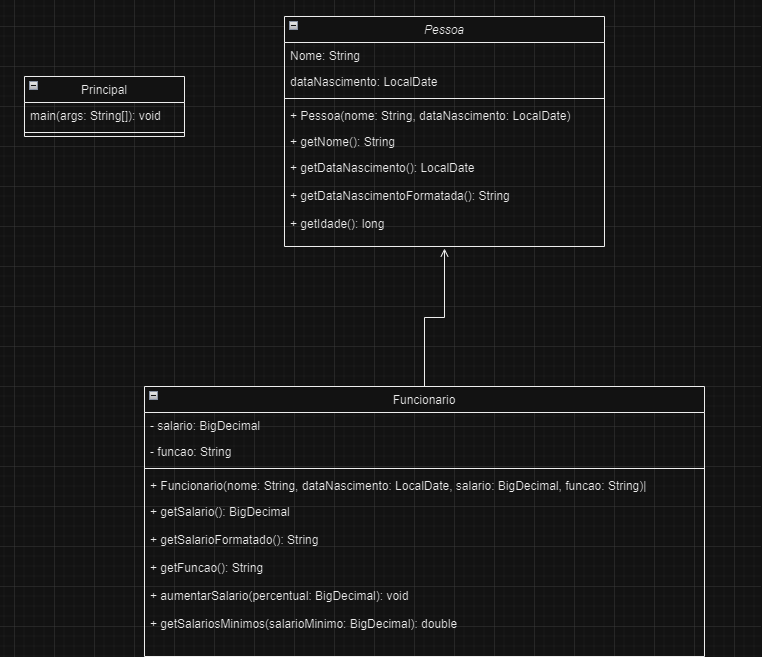 Pessoa
Nome: String
dataNascimento: LocalDate
+ Pessoa(nome: String, dataNascimento: LocalDate)
+ getNome(): String
+ getDataNascimento(): LocalDate
+ getDataNascimentoFormatada(): String
+ getIdade(): long
Principal
main(args: String[]): void
Funcionario
- salario: BigDecimal
- funcao: String
+ Funcionario(nome: String, dataNascimento: LocalDate, salario: BigDecimal, funcao: String)|
+ getSalario(): BigDecimal
+ getSalarioFormatado(): String
+ getFuncao(): String
+ aumentarSalario(percentual: BigDecimal): void
+ getSalariosMinimos(salarioMinimo: BigDecimal): double